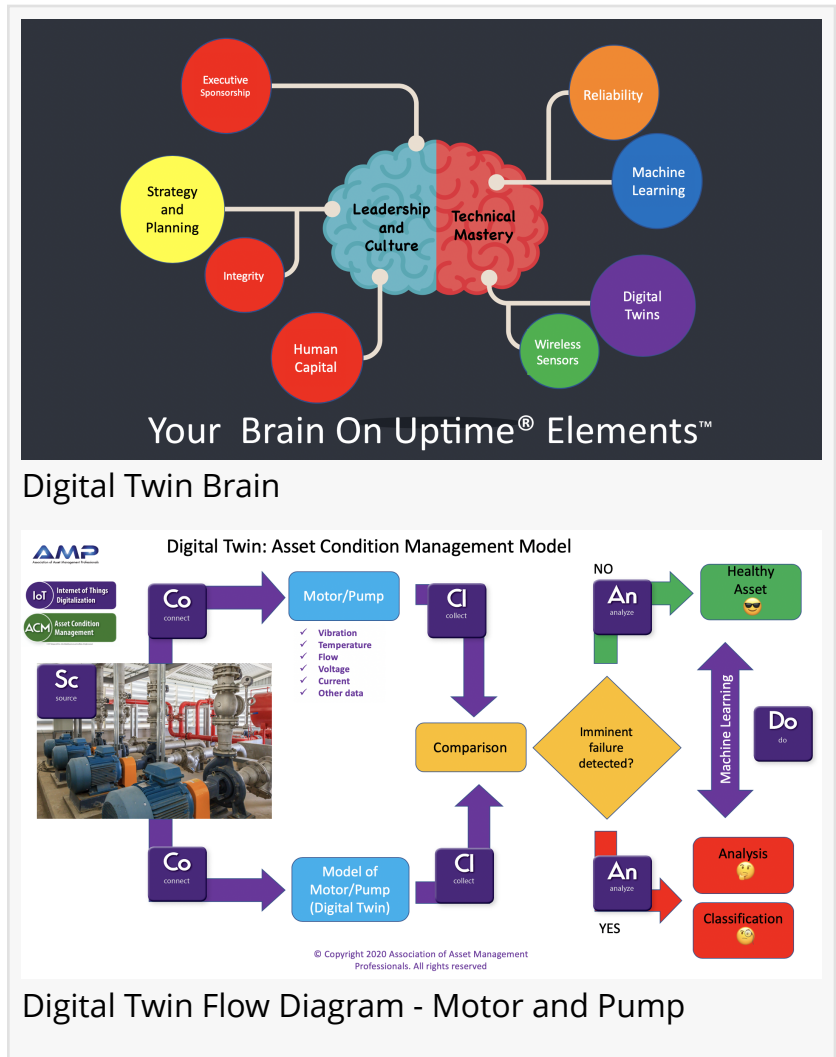 Executive
Sponsorship
Reliability
Strategy
and
Planning
Leadership
and
Culture
Technical
Mastery
Machine
Learning
Integrity
Digital
Twins
Human
Capital
Wireless
Sensors
Your Brain On Uptime® Elements™
Digital Twin Brain
AMP
Association of Asset Management Professionals
Digital Twin: Asset Condition Management Model
IoT
Internet of Things
Digitalization
ACM
Asset Condition
Management
Co
connect
Motor/Pump
✓ Vibration
✓ Temperature
✓ Flow
✓ Voltage
✓ Current
✓ Other data
Cl
collect
NO
An
analyze
Healthy
Asset
😎
Sc
source
Comparison
Imminent
failure
detected?
Machine Learning
Do
do
Co
connect
Model of
Motor/Pump
(Digital Twin)
Cl
collect
An
analyze
YES
Analysis
🤔
Classification
🧐
© Copyright 2020 Association of Asset Management
Professionals. All rights reserved
Digital Twin Flow Diagram - Motor and Pump